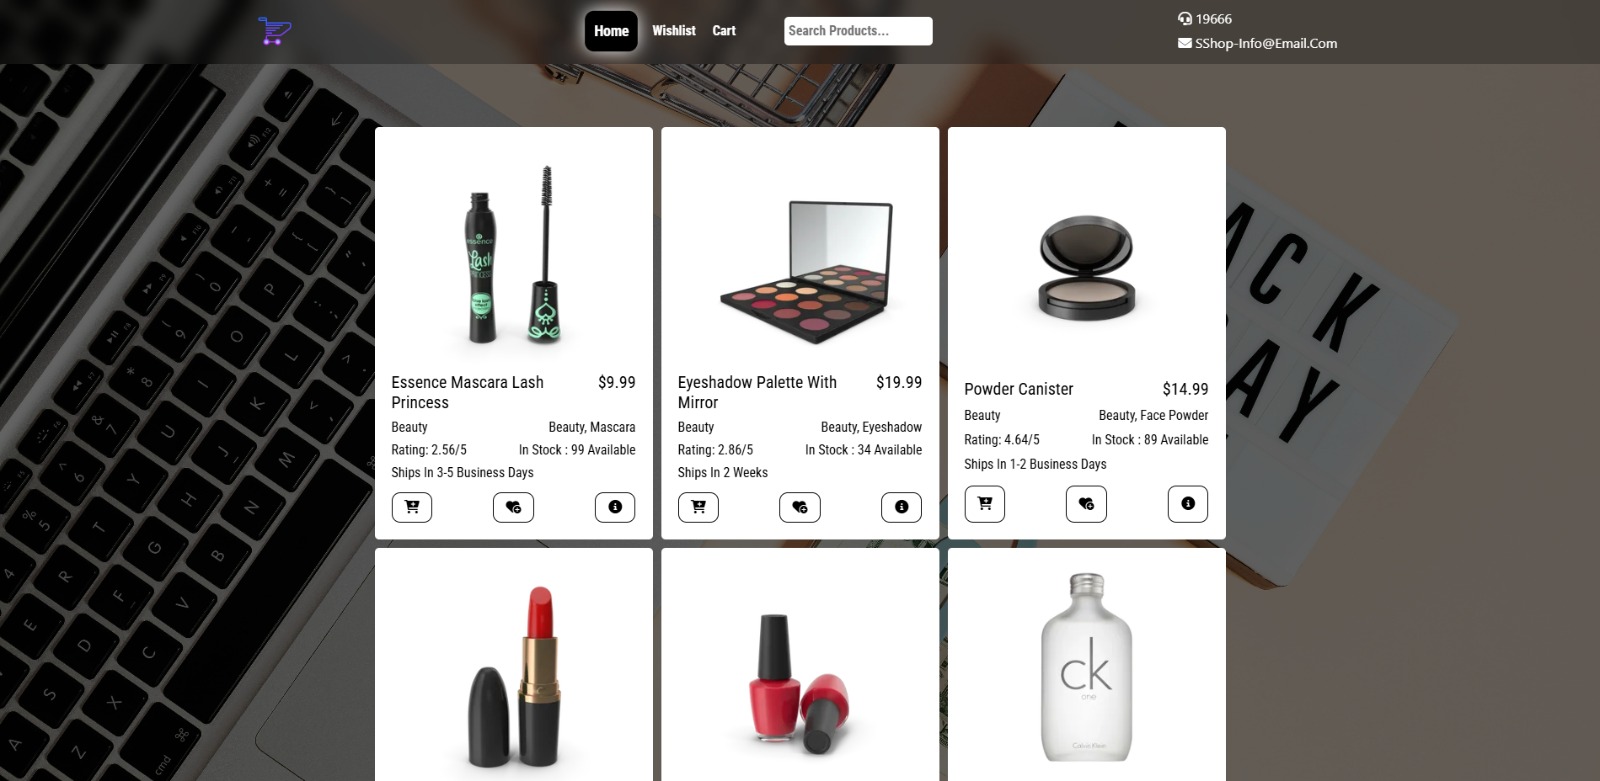 Home
Wishlist
Cart
Search Products...
19666
SShop-Info@Email.Com
essence
Lash
PRINCESS
Essence Mascara Lash Princess
$9.99
Beauty
Beauty, Mascara
Rating: 2.56/5
In Stock : 99 Available
Ships In 3-5 Business Days
Eyeshadow Palette With Mirror
$19.99
Beauty
Beauty, Eyeshadow
Rating: 2.86/5
In Stock : 34 Available
Ships In 2 Weeks
Powder Canister
$14.99
Beauty
Beauty, Face Powder
Rating: 4.64/5
In Stock : 89 Available
Ships In 1-2 Business Days
ck
one
Calvin Klein
ACK
AY